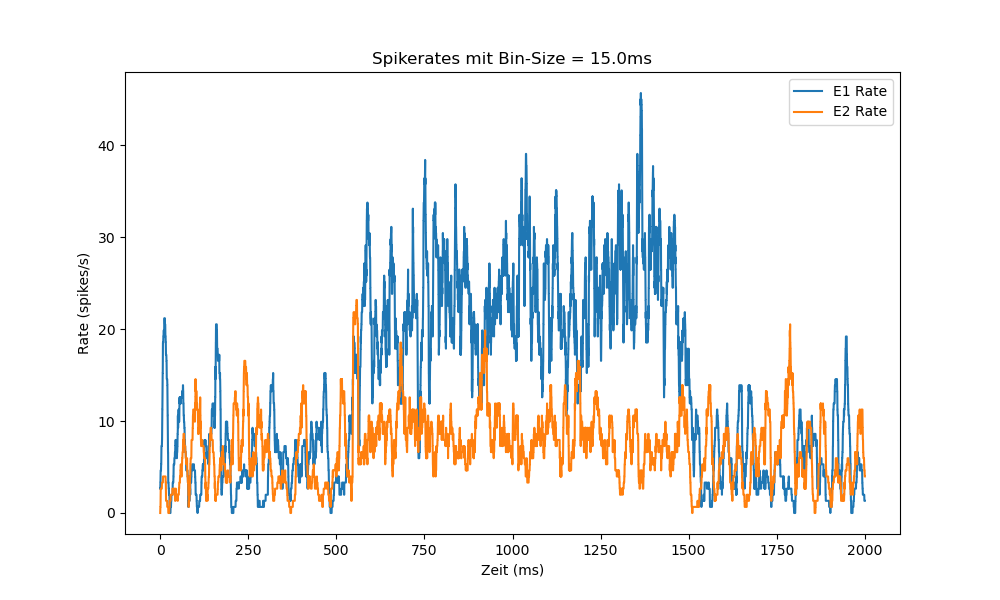 Spikerates mit Bin-Size = 15.0ms
E1 Rate
E2 Rate
Rate (spikes/s)
40
30
20
10
0
0 250 500 750 1000 1250 1500 1750 2000
Zeit (ms)